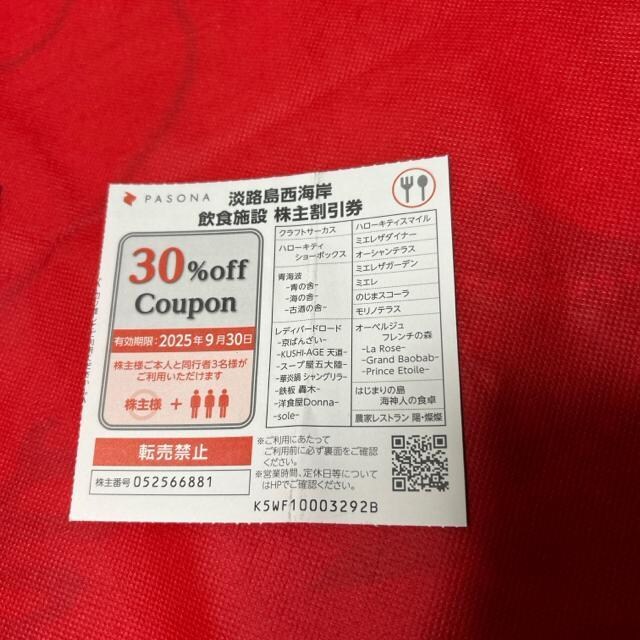 PASONA
淡路島西海岸
飲食施設 株主割引券
30%off
Coupon
有効期限：2025年9月30日
株主様ご本人と同行者3名様が
ご利用いただけます
株主様 +
転売禁止
株主番号 052566881
クラフトサーカス
ハローキティ
ショーボックス
青海波
-青の舎-
-海の舎-
-古酒の舎-
レディバードロード
-京ばんざい-
-KUSHI-AGE 天道-
-スープ屋五大陸-
-華炎鍋 シャングリラ-
-鉄板 轟木-
-洋食屋Donna-
-sole-
ハローキティスマイル
ミエレザダイナー
オーシャンテラス
ミエレザガーデン
ミエレ
のじまスコーラ
モリノテラス
オーベルジュ
フレンチの森
-La Rose-
-Grand Baobab-
-Prince Etoile-
はじまりの島
海神人の食卓
農家レストラン 陽・燦燦
※ご利用にあたって
ご利用前に必ず裏面をご確認
ください。
※営業時間、定休日等について
はHPでご確認ください。
K5WF10003292B